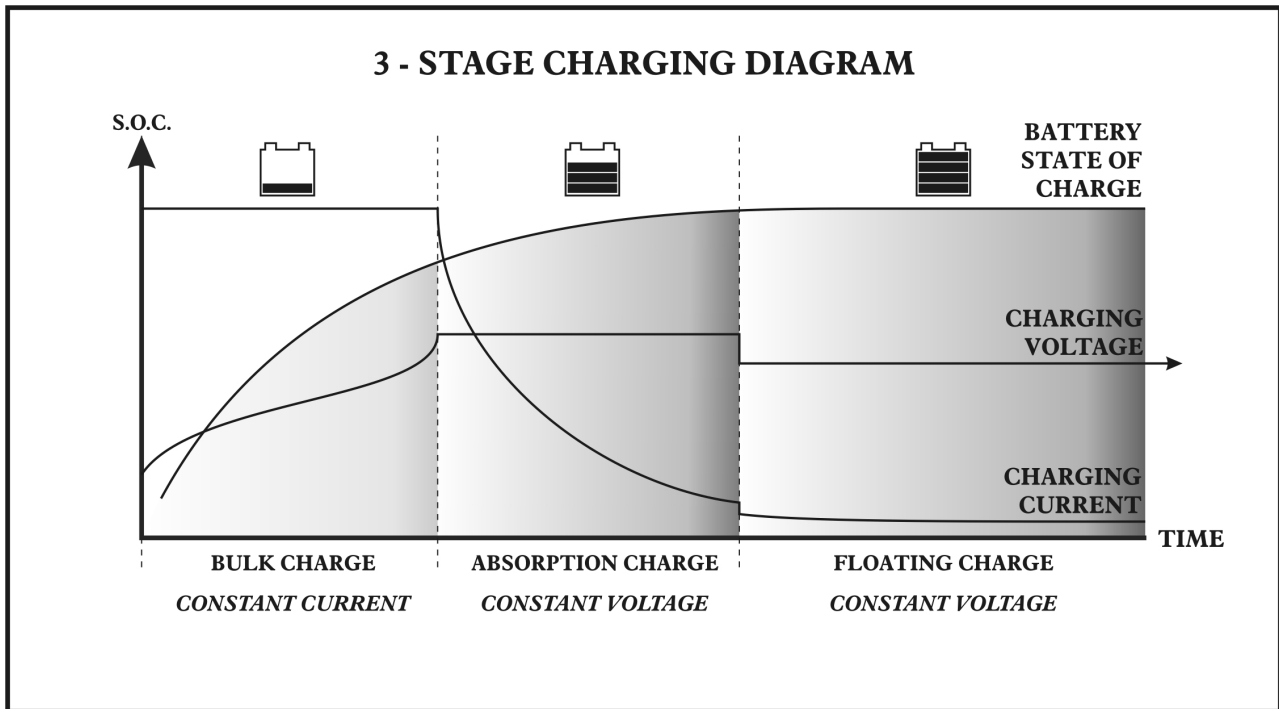 3 - STAGE CHARGING DIAGRAM
S.O.C.
BATTERY
STATE OF
CHARGE
CHARGING
VOLTAGE
CHARGING
CURRENT
TIME
BULK CHARGE
CONSTANT CURRENT
ABSORPTION CHARGE
CONSTANT VOLTAGE
FLOATING CHARGE
CONSTANT VOLTAGE